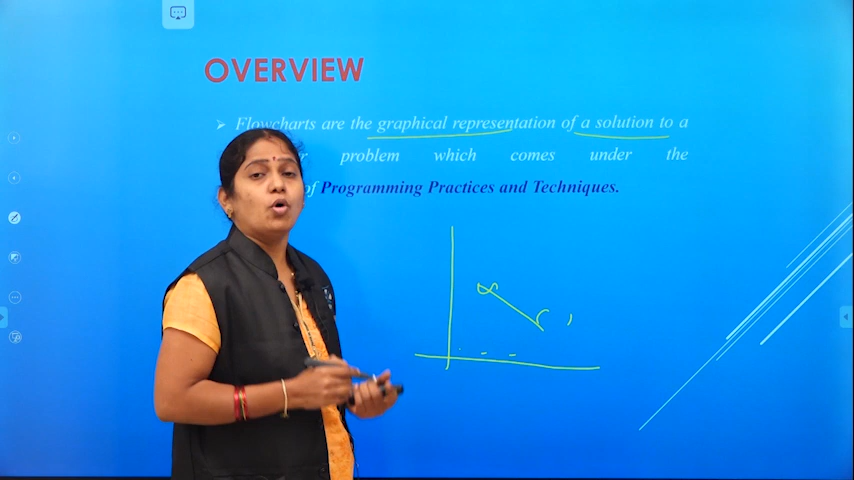 OVERVIEW
Flowcharts are the graphical representation of a solution to a
problem which comes under the
of Programming Practices and Techniques.